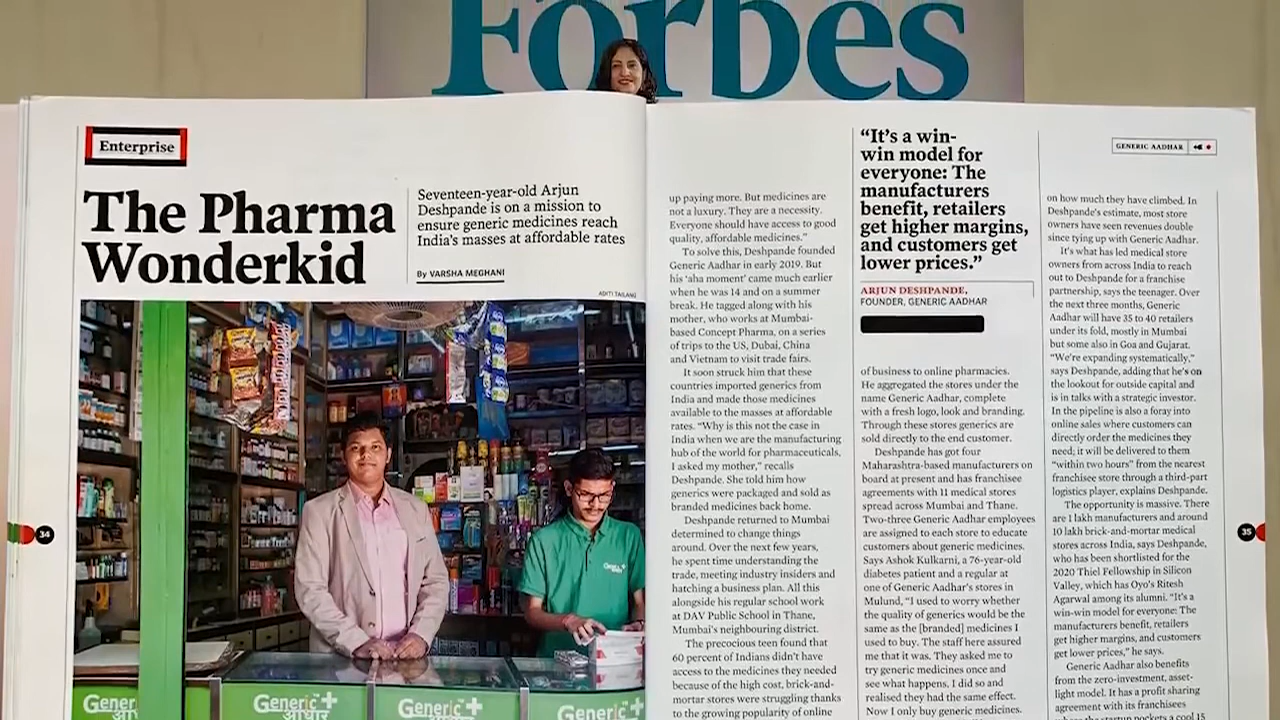 Forbes
Enterprise
The Pharma
Wonderkid
Seventeen-year-old Arjun
Deshpande is on a mission to
ensure generic medicines reach
India's masses at affordable rates
By VARSHA MEGHANI
ADITI TAILANG
34
Generic
Generic
आधार
Generic
आधार
Generic
up paying more. But medicines are
not a luxury. They are a necessity.
Everyone should have access to good
quality, affordable medicines."
To solve this, Deshpande founded
Generic Aadhar in early 2019. But
his 'aha moment' came much earlier
when he was 14 and on a summer
break. He tagged along with his
mother, who works at Mumbai-
based Concept Pharma, on a series
of trips to the US, Dubai, China
and Vietnam to visit trade fairs.
It soon struck him that these
countries imported generics from
India and made those medicines
available to the masses at affordable
rates. "Why is this not the case in
India when we are the manufacturing
hub of the world for pharmaceuticals,
I asked my mother," recalls
Deshpande. She told him how
generics were packaged and sold as
branded medicines back home.
Deshpande returned to Mumbai
determined to change things
around. Over the next few years,
he spent time understanding the
trade, meeting industry insiders and
hatching a business plan. All this
alongside his regular school work
at DAV Public School in Thane,
Mumbai's neighbouring district.
The precocious teen found that
60 percent of Indians didn't have
access to the medicines they needed
because of the high cost, brick-and-
mortar stores were struggling thanks
to the growing popularity of online
"It's a win-
win model for
everyone: The
manufacturers
benefit, retailers
get higher margins,
and customers get
lower prices."
ARJUN DESHPANDE,
FOUNDER, GENERIC AADHAR
of business to online pharmacies.
He aggregated the stores under the
name Generic Aadhar, complete
with a fresh logo, look and branding.
Through these stores generics are
sold directly to the end customer.
Deshpande has got four
Maharashtra-based manufacturers on
board at present and has franchisee
agreements with 11 medical stores
spread across Mumbai and Thane.
Two-three Generic Aadhar employees
are assigned to each store to educate
customers about generic medicines.
Says Ashok Kulkarni, a 76-year-old
diabetes patient and a regular at
one of Generic Aadhar's stores in
Mulund, "I used to worry whether
the quality of generics would be the
same as the [branded] medicines I
used to buy. The staff here assured
me that it was. They asked me to
try generic medicines once and
see what happens. I did so and
realised they had the same effect.
Now I only buy generic medicines.
GENERIC AADHAR
on how much they have climbed. In
Deshpande's estimate, most store
owners have seen revenues double
since tying up with Generic Aadhar.
It's what has led medical store
owners from across India to reach
out to Deshpande for a franchise
partnership, says the teenager. Over
the next three months, Generic
Aadhar will have 35 to 40 retailers
under its fold, mostly in Mumbai
but some also in Goa and Gujarat.
"We're expanding systematically,"
says Deshpande, adding that he's on
the lookout for outside capital and
is in talks with a strategic investor.
In the pipeline is also a foray into
online sales where customers can
directly order the medicines they
need; it will be delivered to them
"within two hours" from the nearest
franchise store through a third-part
logistics player, explains Deshpande.
The opportunity is massive. There
are 1 lakh manufacturers and around
10 lakh brick-and-mortar medical
stores across India, says Deshpande,
who has been shortlisted for the
2020 Thiel Fellowship in Silicon
Valley, which has Oyo's Ritesh
Agarwal among its alumni. "It's a
win-win model for everyone: The
manufacturers benefit, retailers
get higher margins, and customers
get lower prices," he says.
Generic Aadhar also benefits
from the zero-investment, asset-
light model. It has a profit sharing
agreement with its franchisees
where the startup pockets a cool 15
35